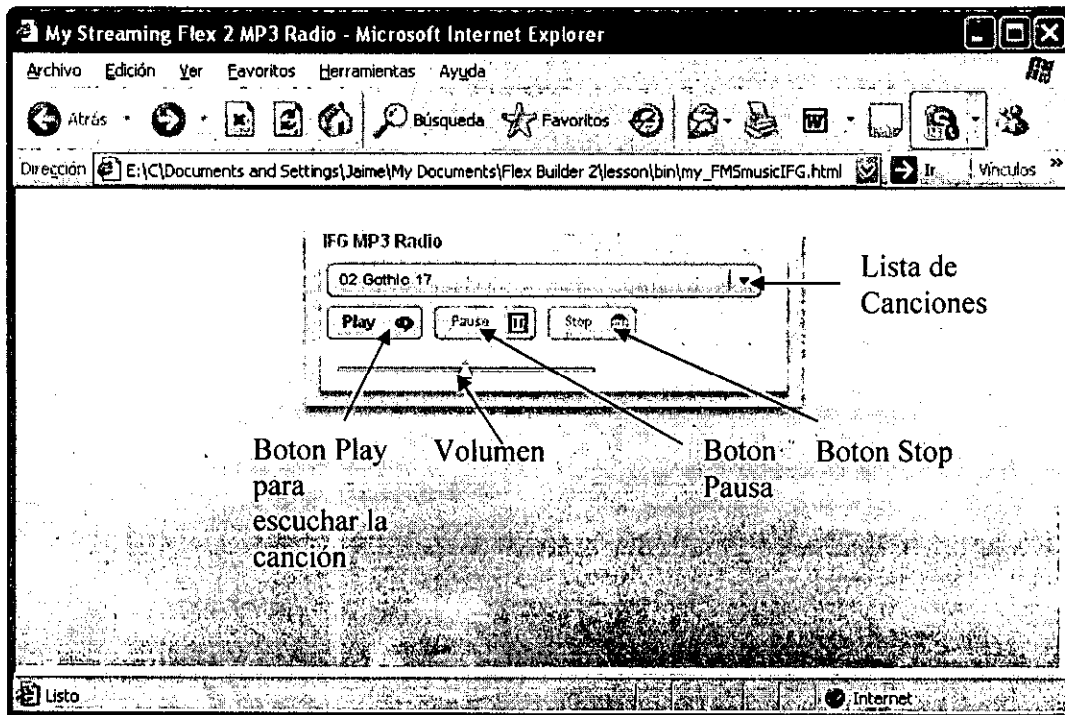 My Streaming Flex 2 MP3 Radio - Microsoft Internet Explorer
Archivo Edición Ver Favoritos Herramientas Ayuda
Atrás Búsqueda Favoritos
Dirección E:\C\Documents and Settings\Jaime\My Documents\Flex Builder 2\lesson\bin\my_FMSmusicIFG.html Ir Vínculos »
IFG MP3 Radio
02 Gothic 17
Play Pause Stop
Lista de
Canciones
Boton Play
para
escuchar la
canción
Volumen
Boton
Pausa
Boton Stop
Listo Internet